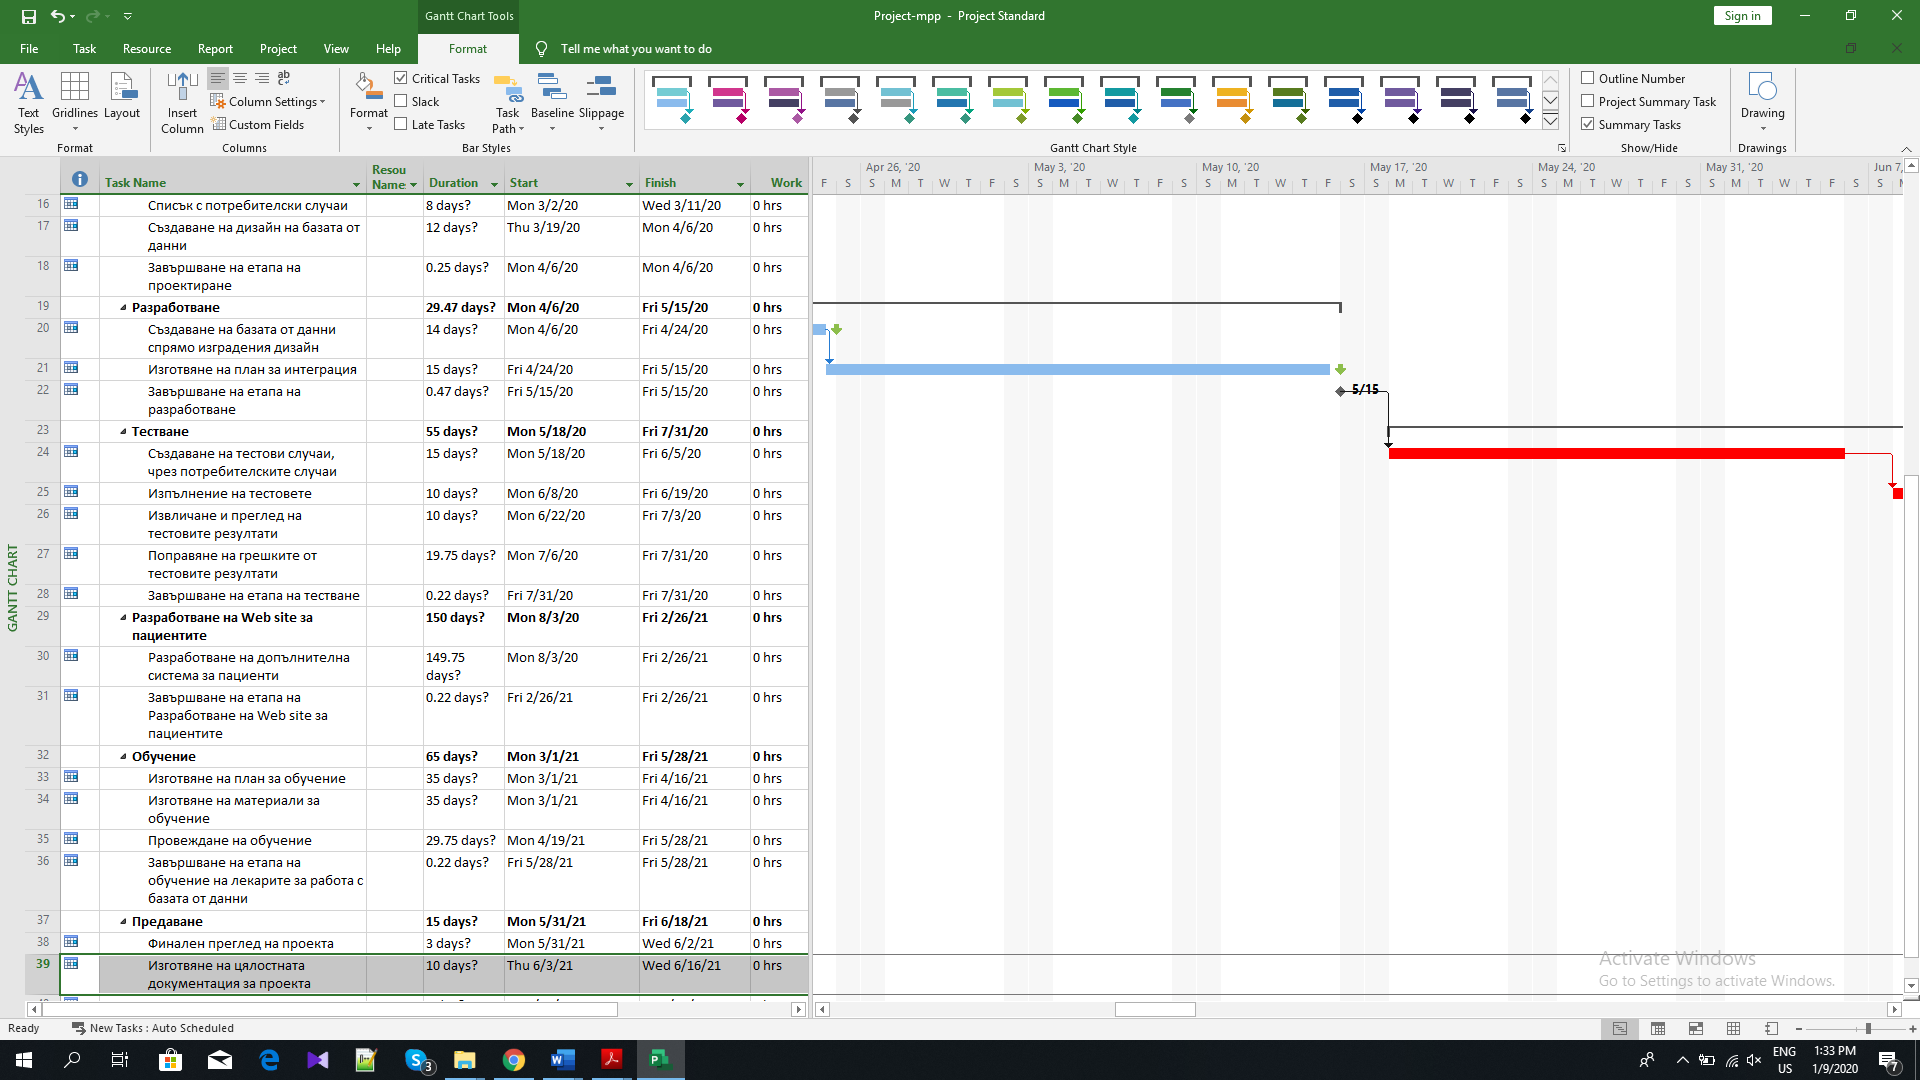 Gantt Chart Tools
Project-mpp - Project Standard
Sign in
File Task Resource Report Project View Help Format Tell me what you want to do
Text Styles
Gridlines
Layout
Format
Insert Column
ab
Column Settings
Custom Fields
Columns
Format
Critical Tasks
Slack
Late Tasks
Task Path
Baseline
Slippage
Bar Styles
Gantt Chart Style
Outline Number
Project Summary Task
Summary Tasks
Show/Hide
Drawing
Drawings
Task Name
Resou Name
Duration
Start
Finish
Work
Apr 26, '20 May 3, '20 May 10, '20 May 17, '20 May 24, '20 May 31, '20 Jun 7,
F S S M T W T F S S M T W T F S S M T W T F S S M T W T F S S M T W T F S S M T W T F S S
16 Списък с потребителски случаи 8 days? Mon 3/2/20 Wed 3/11/20 0 hrs
17 Създаване на дизайн на базата от 12 days? Thu 3/19/20 Mon 4/6/20 0 hrs
данни
18 Завършване на етапа на 0.25 days? Mon 4/6/20 Mon 4/6/20 0 hrs
проектиране
19 Разработване 29.47 days? Mon 4/6/20 Fri 5/15/20 0 hrs
20 Създаване на базата от данни 14 days? Mon 4/6/20 Fri 4/24/20 0 hrs
спрямо изградения дизайн
21 Изготвяне на план за интеграция 15 days? Fri 4/24/20 Fri 5/15/20 0 hrs
22 Завършване на етапа на 0.47 days? Fri 5/15/20 Fri 5/15/20 0 hrs 5/15
разработване
23 Тестване 55 days? Mon 5/18/20 Fri 7/31/20 0 hrs
24 Създаване на тестови случаи, 15 days? Mon 5/18/20 Fri 6/5/20 0 hrs
чрез потребителските случаи
25 Изпълнение на тестовете 10 days? Mon 6/8/20 Fri 6/19/20 0 hrs
26 Извличане и преглед на 10 days? Mon 6/22/20 Fri 7/3/20 0 hrs
тестовите резултати
27 Поправяне на грешките от 19.75 days? Mon 7/6/20 Fri 7/31/20 0 hrs
тестовите резултати
28 Завършване на етапа на тестване 0.22 days? Fri 7/31/20 Fri 7/31/20 0 hrs
29 Разработване на Web site за 150 days? Mon 8/3/20 Fri 2/26/21 0 hrs
пациентите
30 Разработване на допълнителна 149.75 Mon 8/3/20 Fri 2/26/21 0 hrs
система за пациенти days?
31 Завършване на етапа на 0.22 days? Fri 2/26/21 Fri 2/26/21 0 hrs
Разработване на Web site за
пациентите
32 Обучение 65 days? Mon 3/1/21 Fri 5/28/21 0 hrs
33 Изготвяне на план за обучение 35 days? Mon 3/1/21 Fri 4/16/21 0 hrs
34 Изготвяне на материали за 35 days? Mon 3/1/21 Fri 4/16/21 0 hrs
обучение
35 Провеждане на обучение 29.75 days? Mon 4/19/21 Fri 5/28/21 0 hrs
36 Завършване на етапа на 0.22 days? Fri 5/28/21 Fri 5/28/21 0 hrs
обучение на лекарите за работа с
базата от данни
37 Предаване 15 days? Mon 5/31/21 Fri 6/18/21 0 hrs
38 Финален преглед на проекта 3 days? Mon 5/31/21 Wed 6/2/21 0 hrs
39 Изготвяне на цялостната 10 days? Thu 6/3/21 Wed 6/16/21 0 hrs
документация за проекта
GANTT CHART
Activate Windows
Go to Settings to activate Windows.
Ready New Tasks : Auto Scheduled
3
ENG
US
1:33 PM
1/9/2020
7